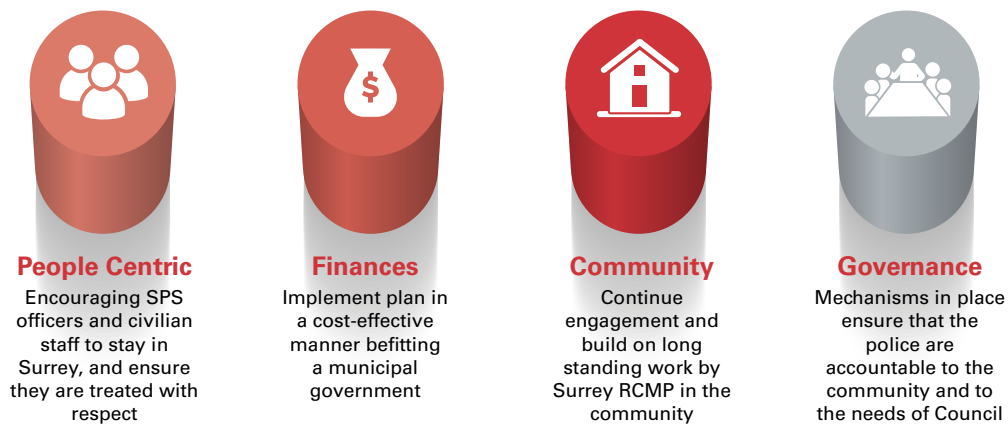 $
People Centric
Encouraging SPS
officers and civilian
staff to stay in
Surrey, and ensure
they are treated with
respect
Finances
Implement plan in
a cost-effective
manner befitting
a municipal
government
Community
Continue
engagement and
build on long
standing work by
Surrey RCMP in the
community
Governance
Mechanisms in place
ensure that the
police are
accountable to the
community and to
the needs of Council